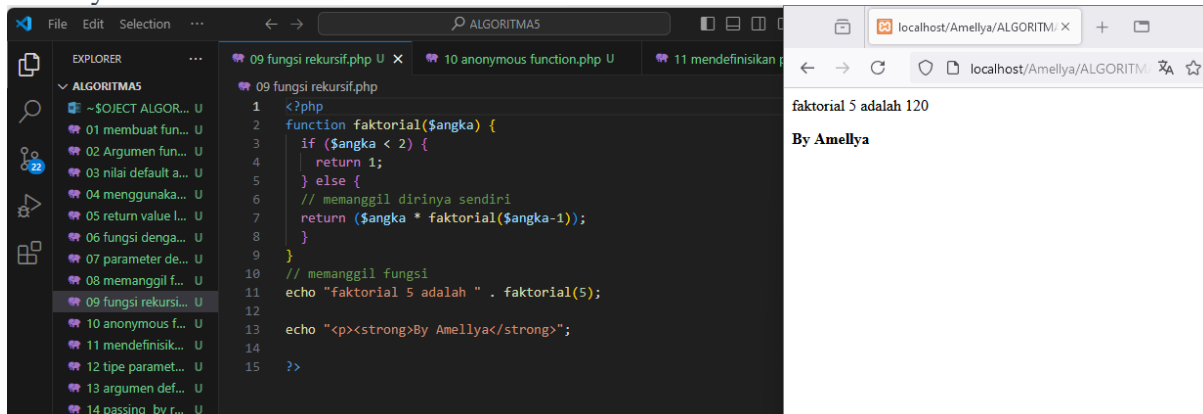 File Edit Selection ...
ALGORITMA5
EXPLORER
ALGORITMA5
~$OJECT ALGOR... U
01 membuat fun... U
02 Argumen fun... U
03 nilai default a... U
04 menggunaka... U
05 return value l... U
06 fungsi denga... U
07 parameter de... U
08 memanggil f... U
09 fungsi rekursi... U
10 anonymous f... U
11 mendefinisik... U
12 tipe paramet... U
13 argumen def... U
14 passing by r... U
22
09 fungsi rekursif.php U
10 anonymous function.php U
11 mendefinisikan
09 fungsi rekursif.php
1 <?php
2 function faktorial($angka) {
3 if ($angka < 2) {
4 return 1;
5 } else {
6 // memanggil dirinya sendiri
7 return ($angka * faktorial($angka-1));
8 }
9 }
10 // memanggil fungsi
11 echo "faktorial 5 adalah " . faktorial(5);
12
13 echo "<p><strong>By Amellya</strong>";
14
15 ?>
localhost/Amellya/ALGORITM
localhost/Amellya/ALGORITM
faktorial 5 adalah 120
By Amellya